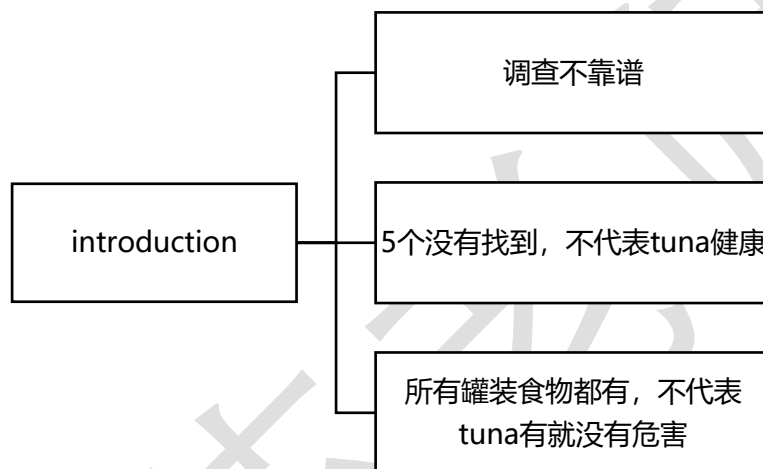 调查不靠谱
introduction
5个没有找到，不代表tuna健康
所有罐装食物都有，不代表
tuna有就没有危害